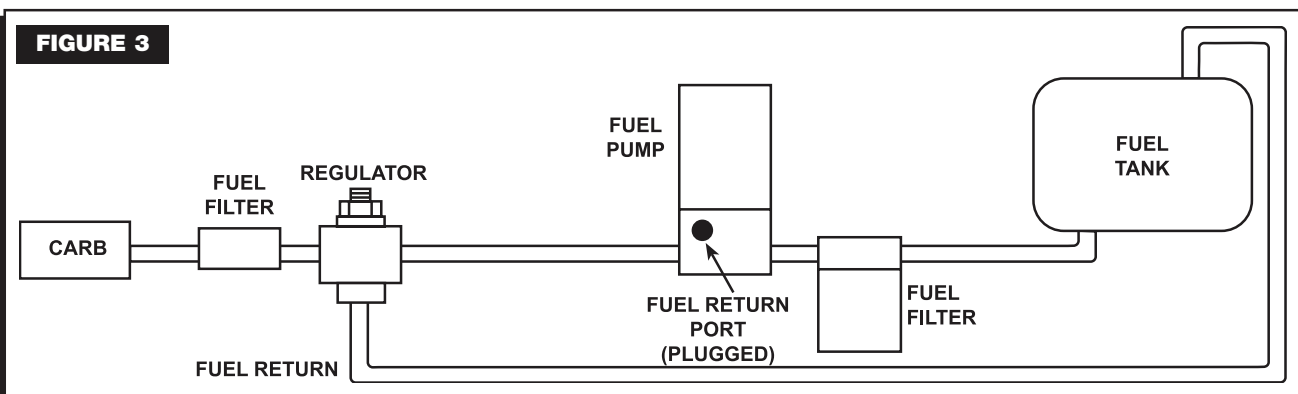 FIGURE 3
FUEL
PUMP
FUEL
TANK
REGULATOR
FUEL
FILTER
CARB
FUEL RETURN
PORT
(PLUGGED)
FUEL
FILTER
FUEL RETURN